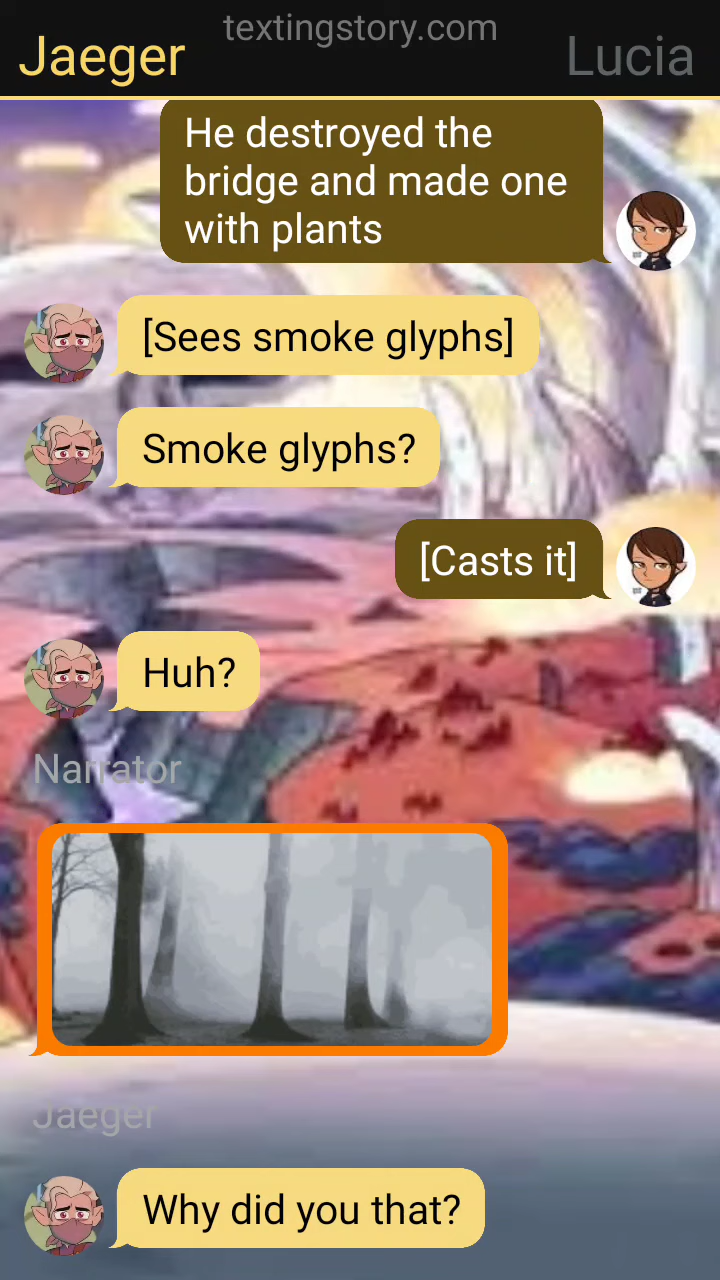 textingstory.com
Jaeger
Lucia
He destroyed the
bridge and made one
with plants
[Sees smoke glyphs]
Smoke glyphs?
[Casts it]
Huh?
Narrator
Jaeger
Why did you that?